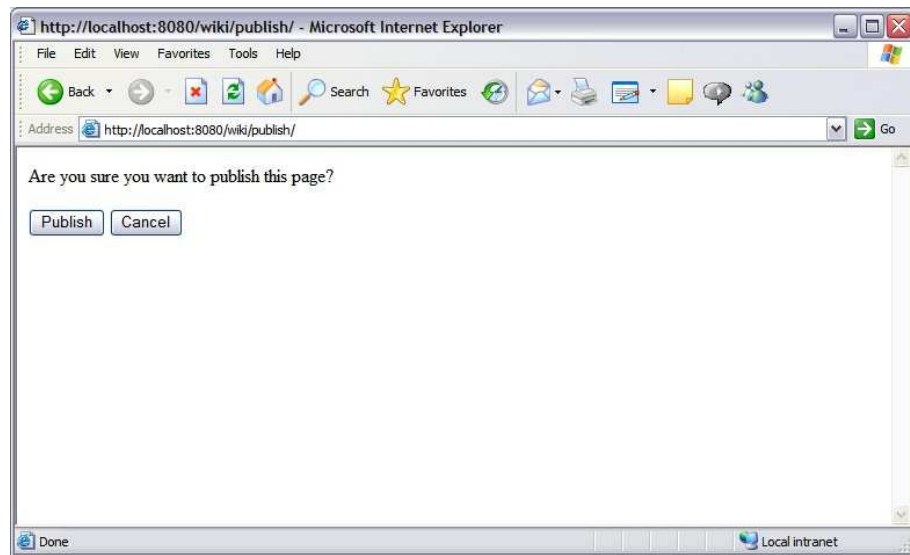 http://localhost:8080/wiki/publish/ - Microsoft Internet Explorer
File Edit View Favorites Tools Help
Back Search Favorites
Address http://localhost:8080/wiki/publish/ Go
Are you sure you want to publish this page?
Publish Cancel
Done Local intranet